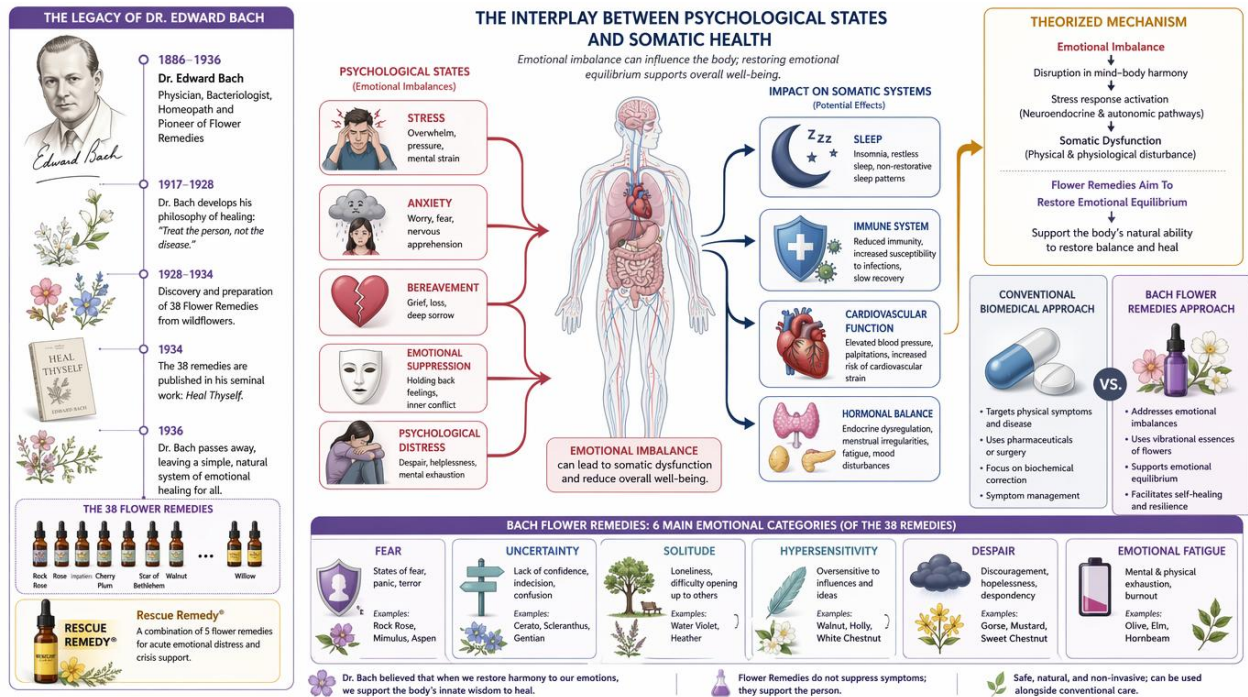 THE LEGACY OF DR. EDWARD BACH
1886–1936
Dr. Edward Bach
Physician, Bacteriologist,
Homeopath and
Pioneer of Flower
Remedies
Edward Bach
1917–1928
Dr. Bach develops his
philosophy of healing:
"Treat the person, not the
disease."
1928–1934
Discovery and preparation
of 38 Flower Remedies
from wildflowers.
HEAL
THYSELF
EDWARD BACH
1934
The 38 remedies are
published in his seminal
work: Heal Thyself.
1936
Dr. Bach passes away,
leaving a simple, natural
system of emotional
healing for all.
THE 38 FLOWER REMEDIES
...
Rock
Rose
Rose
Impatiens
Cherry
Plum
Star of
Bethlehem
Walnut
Willow
RESCUE
REMEDY®
Rescue Remedy®
A combination of 5 flower remedies
for acute emotional distress and
crisis support.
THE INTERPLAY BETWEEN PSYCHOLOGICAL STATES
AND SOMATIC HEALTH
Emotional imbalance can influence the body; restoring emotional
equilibrium supports overall well-being.
PSYCHOLOGICAL STATES
(Emotional Imbalances)
STRESS
Overwhelm,
pressure,
mental strain
ANXIETY
Worry, fear,
nervous
apprehension
BEREAVEMENT
Grief, loss,
deep sorrow
EMOTIONAL
SUPPRESSION
Holding back
feelings,
inner conflict
PSYCHOLOGICAL
DISTRESS
Despair, helplessness,
mental exhaustion
EMOTIONAL IMBALANCE
can lead to somatic dysfunction
and reduce overall well-being.
IMPACT ON SOMATIC SYSTEMS
(Potential Effects)
Zzz
SLEEP
Insomnia, restless
sleep, non-restorative
sleep patterns
IMMUNE SYSTEM
Reduced immunity,
increased susceptibility
to infections,
slow recovery
CARDIOVASCULAR
FUNCTION
Elevated blood pressure,
palpitations, increased
risk of cardiovascular
strain
HORMONAL BALANCE
Endocrine dysregulation,
menstrual irregularities,
fatigue, mood
disturbances
THEORIZED MECHANISM
Emotional Imbalance
Disruption in mind–body harmony
Stress response activation
(Neuroendocrine & autonomic pathways)
Somatic Dysfunction
(Physical & physiological disturbance)
Flower Remedies Aim To
Restore Emotional Equilibrium
Support the body's natural ability
to restore balance and heal
CONVENTIONAL
BIOMEDICAL APPROACH
• Targets physical symptoms
and disease
• Uses pharmaceuticals
or surgery
• Focus on biochemical
correction
• Symptom management
VS.
BACH FLOWER
REMEDIES APPROACH
• Addresses emotional
imbalances
• Uses vibrational essences
of flowers
• Supports emotional
equilibrium
• Facilitates self-healing
and resilience
BACH FLOWER REMEDIES: 6 MAIN EMOTIONAL CATEGORIES (OF THE 38 REMEDIES)
FEAR
States of fear,
panic, terror
Examples:
Rock Rose,
Mimulus, Aspen
UNCERTAINTY
Lack of confidence,
indecision,
confusion
Examples:
Cerato, Scleranthus,
Gentian
SOLITUDE
Loneliness,
difficulty opening
up to others
Examples:
Water Violet,
Heather
HYPERSENSITIVITY
Oversensitive to
influences and
ideas
Examples:
Walnut, Holly,
White Chestnut
DESPAIR
Discouragement,
hopelessness,
despondency
Examples:
Gorse, Mustard,
Sweet Chestnut
EMOTIONAL FATIGUE
Mental & physical
exhaustion,
burnout
Examples:
Olive, Elm,
Hornbeam
Dr. Bach believed that when we restore harmony to our emotions,
we support the body's innate wisdom to heal.
Flower Remedies do not suppress symptoms;
they support the person.
Safe, natural, and non-invasive; can be used
alongside conventional care.